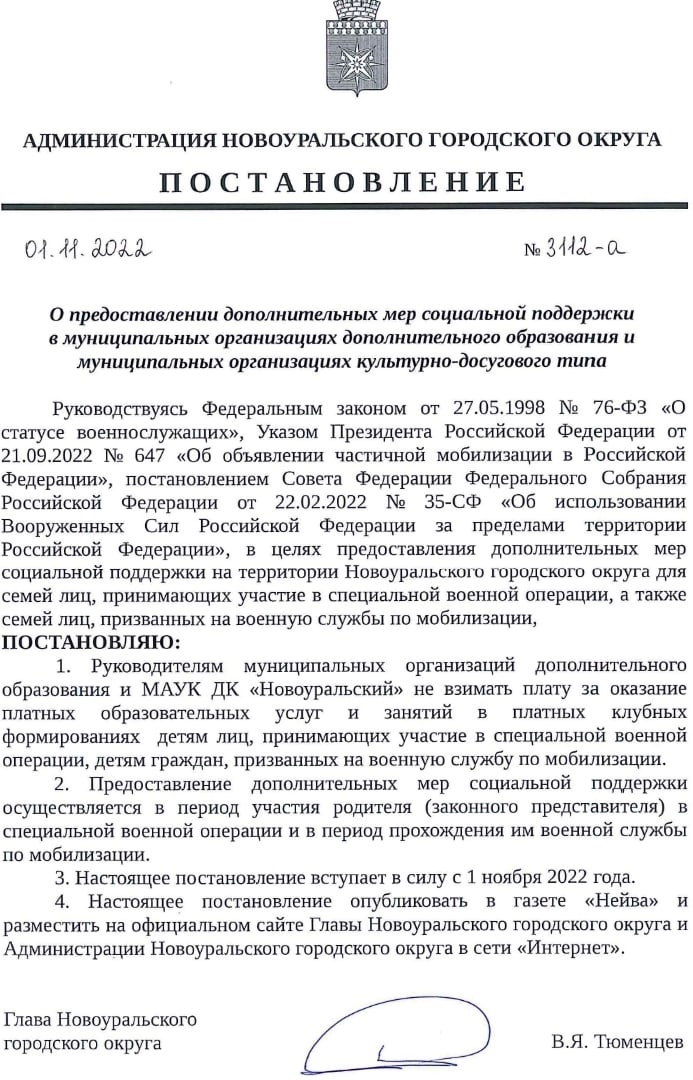 АДМИНИСТРАЦИЯ НОВОУРАЛЬСКОГО ГОРОДСКОГО ОКРУГА
ПОСТАНОВЛЕНИЕ
01.11.2022 № 3112-а
О предоставлении дополнительных мер социальной поддержки
в муниципальных организациях дополнительного образования и
муниципальных организациях культурно-досугового типа
Руководствуясь Федеральным законом от 27.05.1998 № 76-ФЗ «О
статусе военнослужащих», Указом Президента Российской Федерации от
21.09.2022 № 647 «Об объявлении частичной мобилизации в Российской
Федерации», постановлением Совета Федерации Федерального Собрания
Российской Федерации от 22.02.2022 № 35-СФ «Об использовании
Вооруженных Сил Российской Федерации за пределами территории
Российской Федерации», в целях предоставления дополнительных мер
социальной поддержки на территории Новоуральского городского округа для
семей лиц, принимающих участие в специальной военной операции, а также
семей лиц, призванных на военную службы по мобилизации,
ПОСТАНОВЛЯЮ:
1. Руководителям муниципальных организаций дополнительного
образования и МАУК ДК «Новоуральский» не взимать плату за оказание
платных образовательных услуг и занятий в платных клубных
формированиях детям лиц, принимающих участие в специальной военной
операции, детям граждан, призванных на военную службу по мобилизации.
2. Предоставление дополнительных мер социальной поддержки
осуществляется в период участия родителя (законного представителя) в
специальной военной операции и в период прохождения им военной службы
по мобилизации.
3. Настоящее постановление вступает в силу с 1 ноября 2022 года.
4. Настоящее постановление опубликовать в газете «Нейва» и
разместить на официальном сайте Главы Новоуральского городского округа и
Администрации Новоуральского городского округа в сети «Интернет».
Глава Новоуральского
городского округа В.Я. Тюменцев